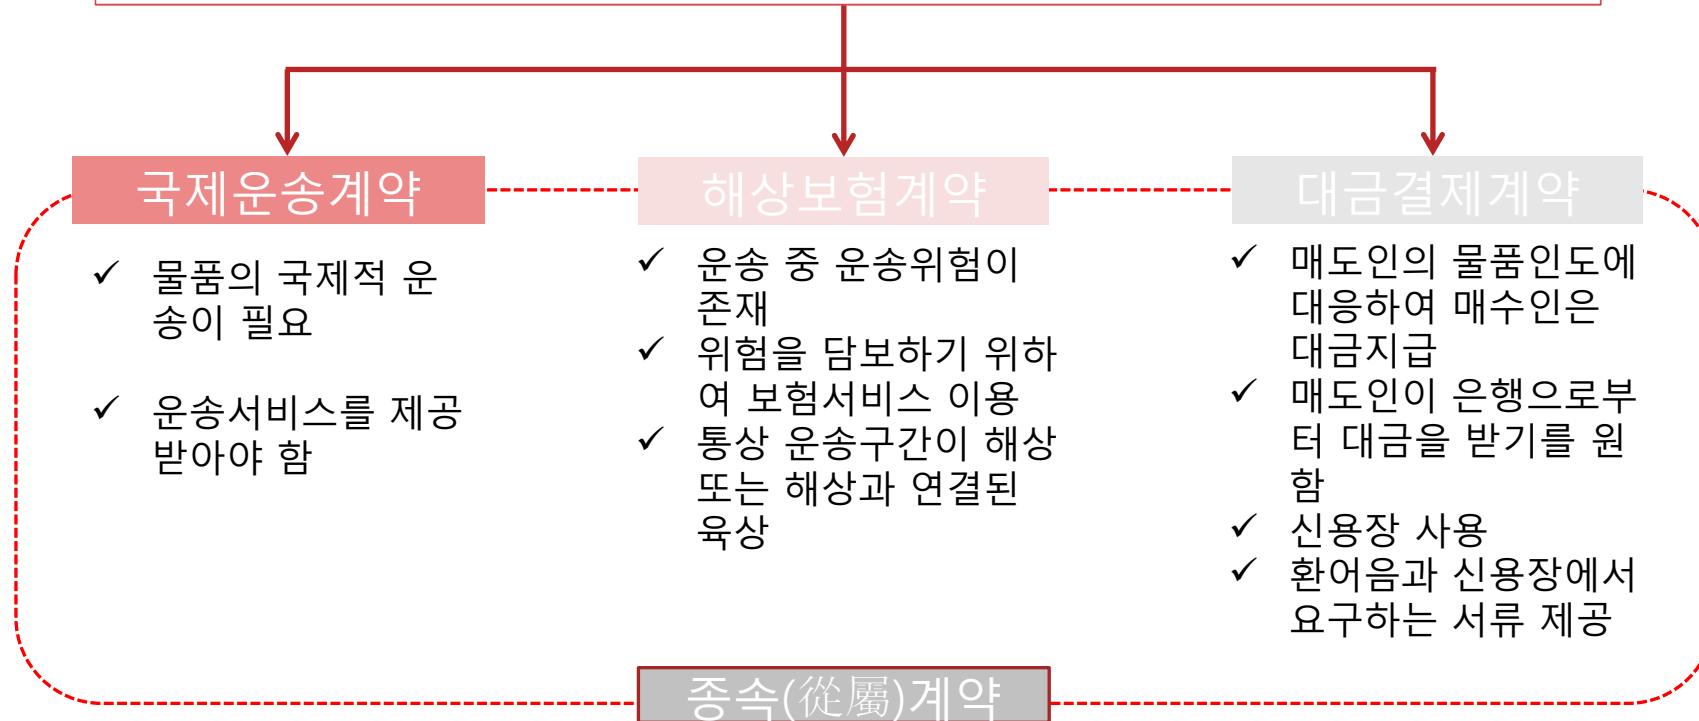 국제운송계약
✓ 물품의 국제적 운
송이 필요
✓ 운송서비스를 제공
받아야 함
해상보험계약
✓ 운송 중 운송위험이
존재
✓ 위험을 담보하기 위하
여 보험서비스 이용
✓ 통상 운송구간이 해상
또는 해상과 연결된
육상
대금결제계약
✓ 매도인의 물품인도에
대응하여 매수인은
대금지급
✓ 매도인이 은행으로부
터 대금을 받기를 원
함
✓ 신용장 사용
✓ 환어음과 신용장에서
요구하는 서류 제공
종속(從屬)계약